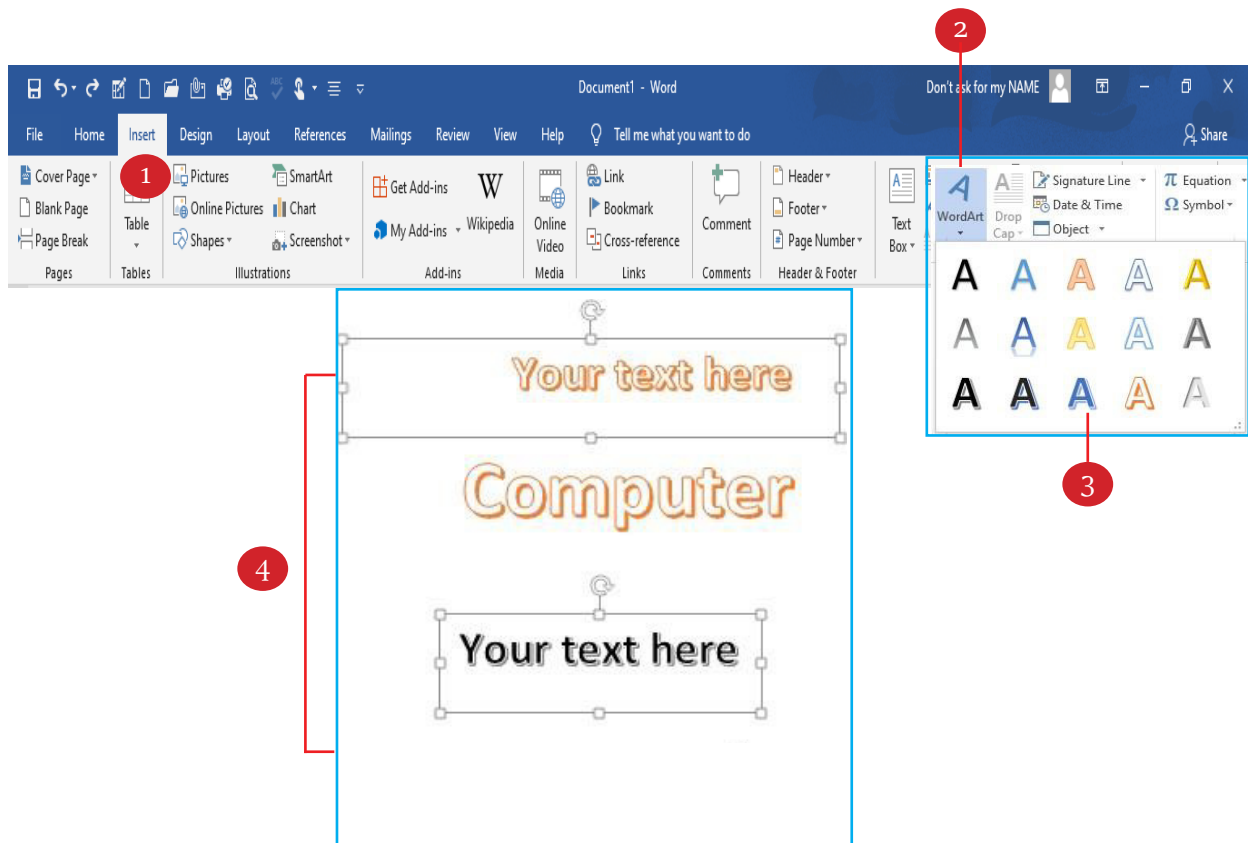 2
Document1 - Word
Don't ask for my NAME
File Home Insert Design Layout References Mailings Review View Help Tell me what you want to do Share
1
Cover Page
Blank Page
Page Break
Pages
Table
Tables
Pictures
Online Pictures
Shapes
SmartArt
Chart
Screenshot
Illustrations
Get Add-ins
My Add-ins
W
Wikipedia
Add-ins
Online
Video
Media
Link
Bookmark
Cross-reference
Links
Comment
Comments
Header
Footer
Page Number
Header & Footer
Text
Box
WordArt
Drop
Cap
Signature Line
Date & Time
Object
π Equation
Ω Symbol
A A A A A
A A A A A
A A A A A
3
Your text here
Computer
4
Your text here